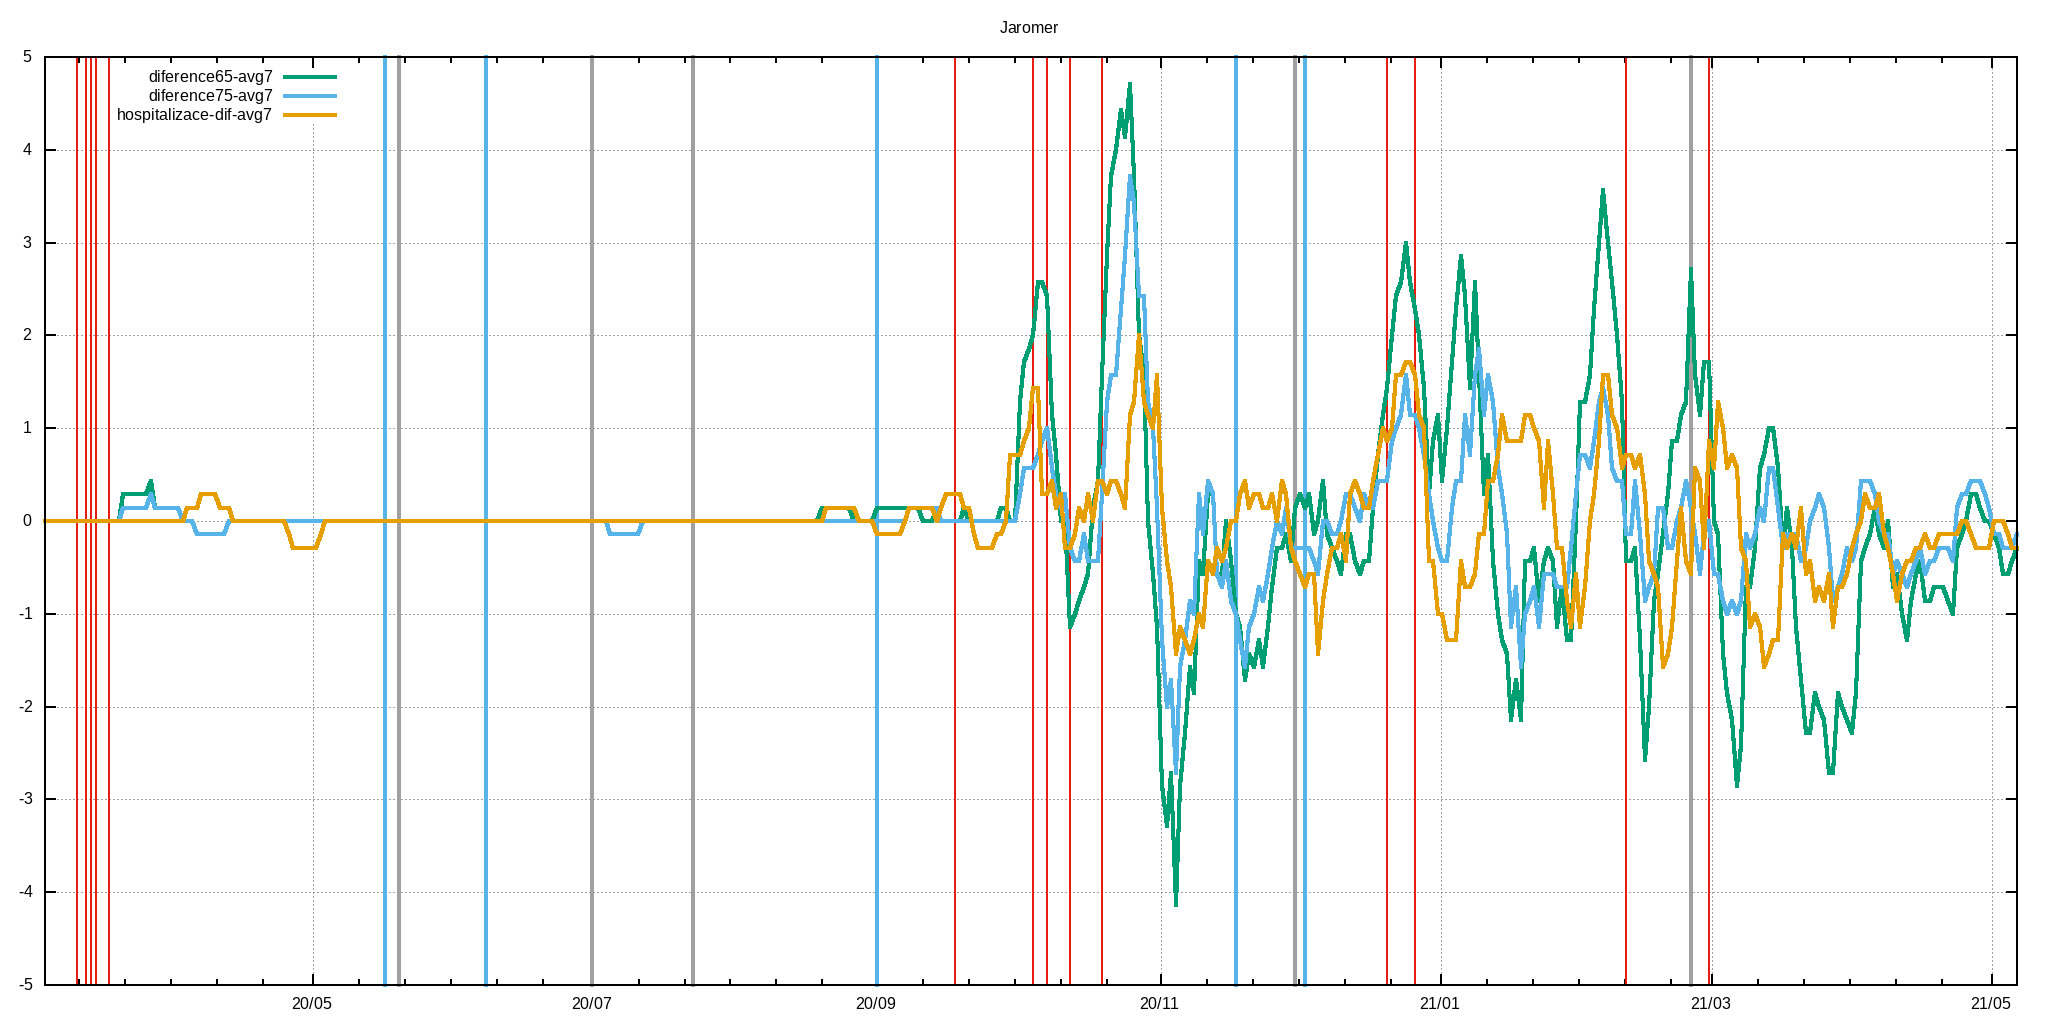 Jaromer
diference65-avg7
diference75-avg7
hospitalizace-dif-avg7
5
4
3
2
1
0
-1
-2
-3
-4
-5
20/05 20/07 20/09 20/11 21/01 21/03 21/05